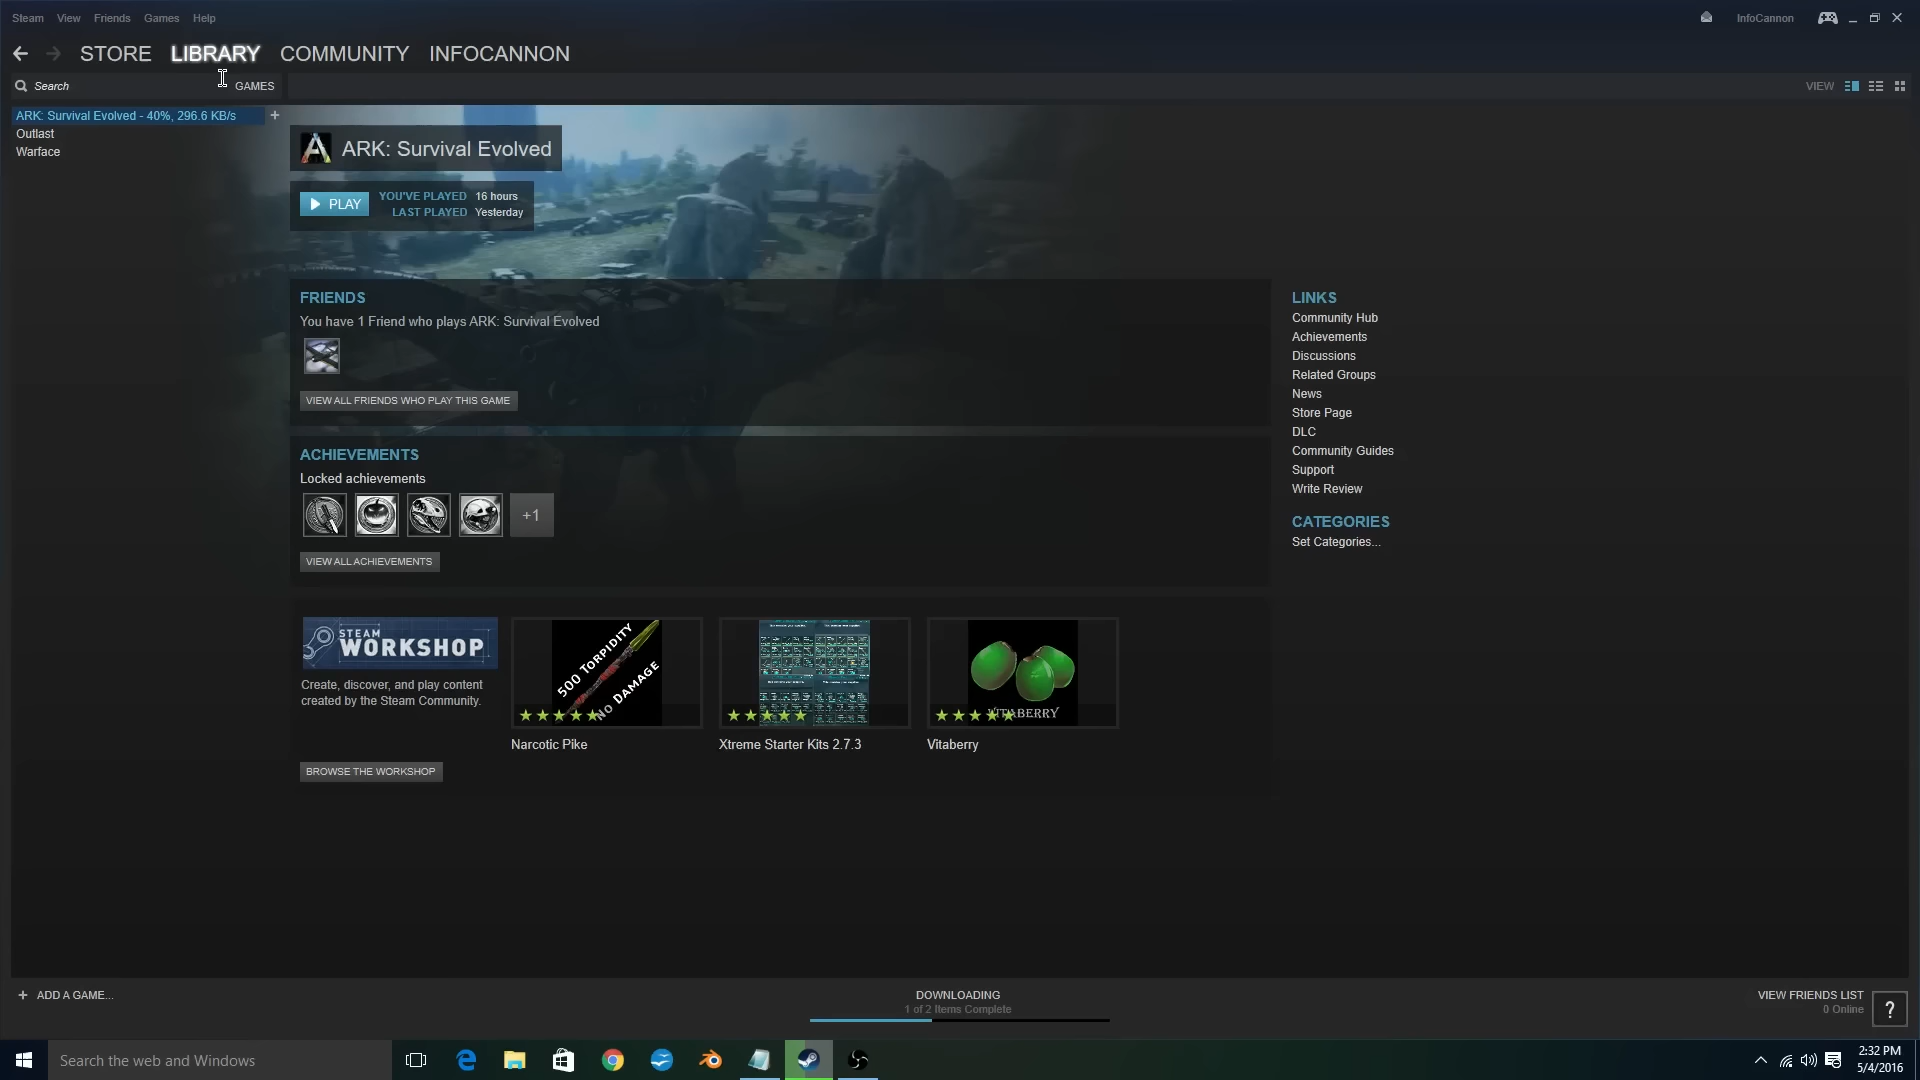 Steam View Friends Games Help
InfoCannon
STORE LIBRARY COMMUNITY INFOCANNON
Search GAMES
VIEW
ARK: Survival Evolved - 40%, 296.6 KB/s +
Outlast
Warface
ARK: Survival Evolved
PLAY
YOU'VE PLAYED 16 hours
LAST PLAYED Yesterday
FRIENDS
You have 1 Friend who plays ARK: Survival Evolved
VIEW ALL FRIENDS WHO PLAY THIS GAME
ACHIEVEMENTS
Locked achievements
+1
VIEW ALL ACHIEVEMENTS
STEAM
WORKSHOP
Create, discover, and play content
created by the Steam Community.
BROWSE THE WORKSHOP
500 TORPIDITY
NO DAMAGE
Narcotic Pike
Xtreme Starter Kits 2.7.3
VITABERRY
Vitaberry
LINKS
Community Hub
Achievements
Discussions
Related Groups
News
Store Page
DLC
Community Guides
Support
Write Review
CATEGORIES
Set Categories...
+ ADD A GAME...
DOWNLOADING
1 of 2 Items Complete
VIEW FRIENDS LIST
0 Online
?
Search the web and Windows
2:32 PM
5/4/2016